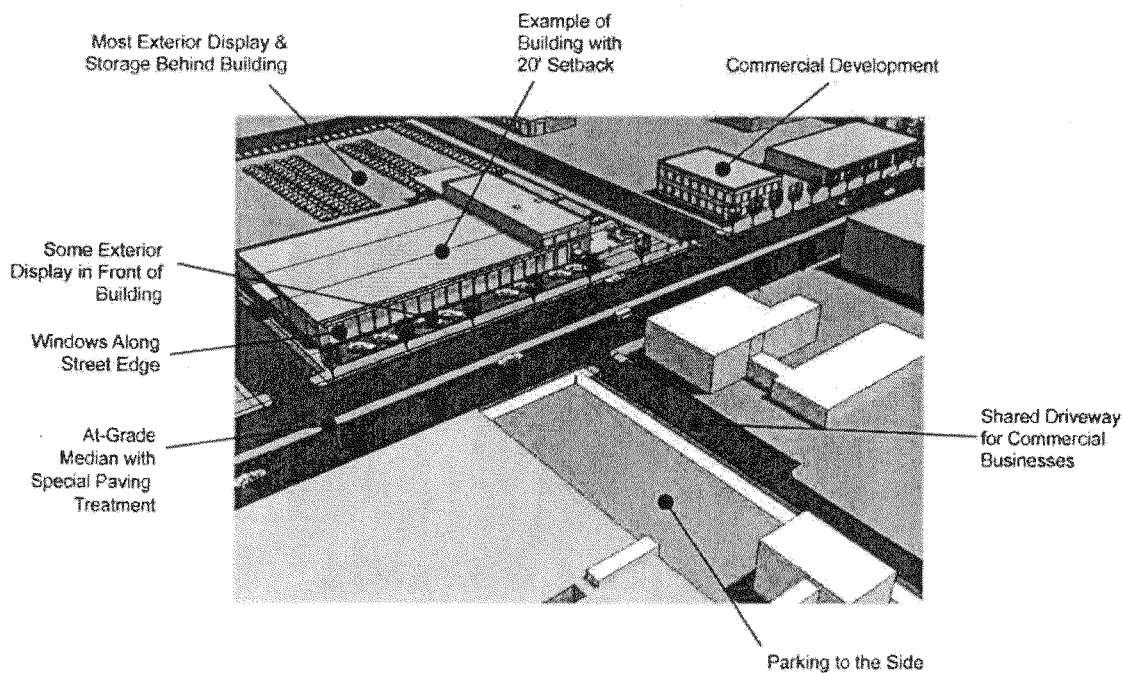 Most Exterior Display &
Storage Behind Building
Example of
Building with
20' Setback
Commercial Development
Some Exterior
Display in Front of
Building
Windows Along
Street Edge
At-Grade
Median with
Special Paving
Treatment
Shared Driveway
for Commercial
Businesses
Parking to the Side